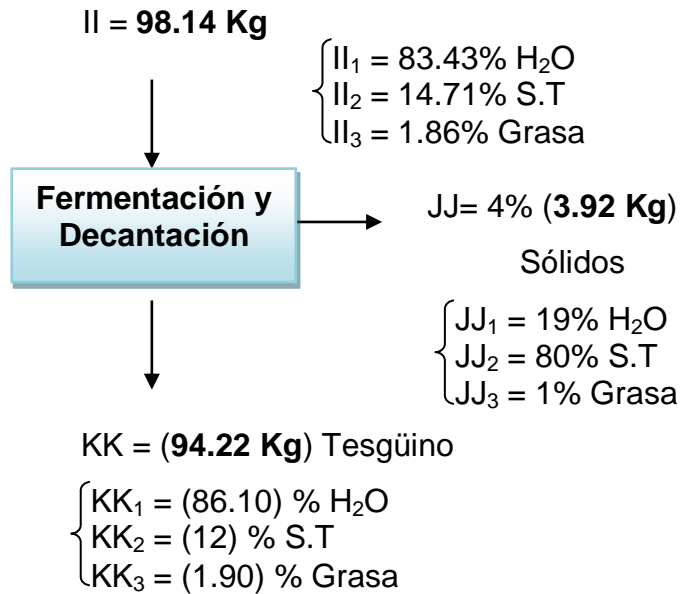 II = 98.14 Kg
II₁ = 83.43% H₂O
II₂ = 14.71% S.T
II₃ = 1.86% Grasa
Fermentación y
Decantación
JJ= 4% (3.92 Kg)
Sólidos
JJ₁ = 19% H₂O
JJ₂ = 80% S.T
JJ₃ = 1% Grasa
KK = (94.22 Kg) Tesgüino
KK₁ = (86.10) % H₂O
KK₂ = (12) % S.T
KK₃ = (1.90) % Grasa